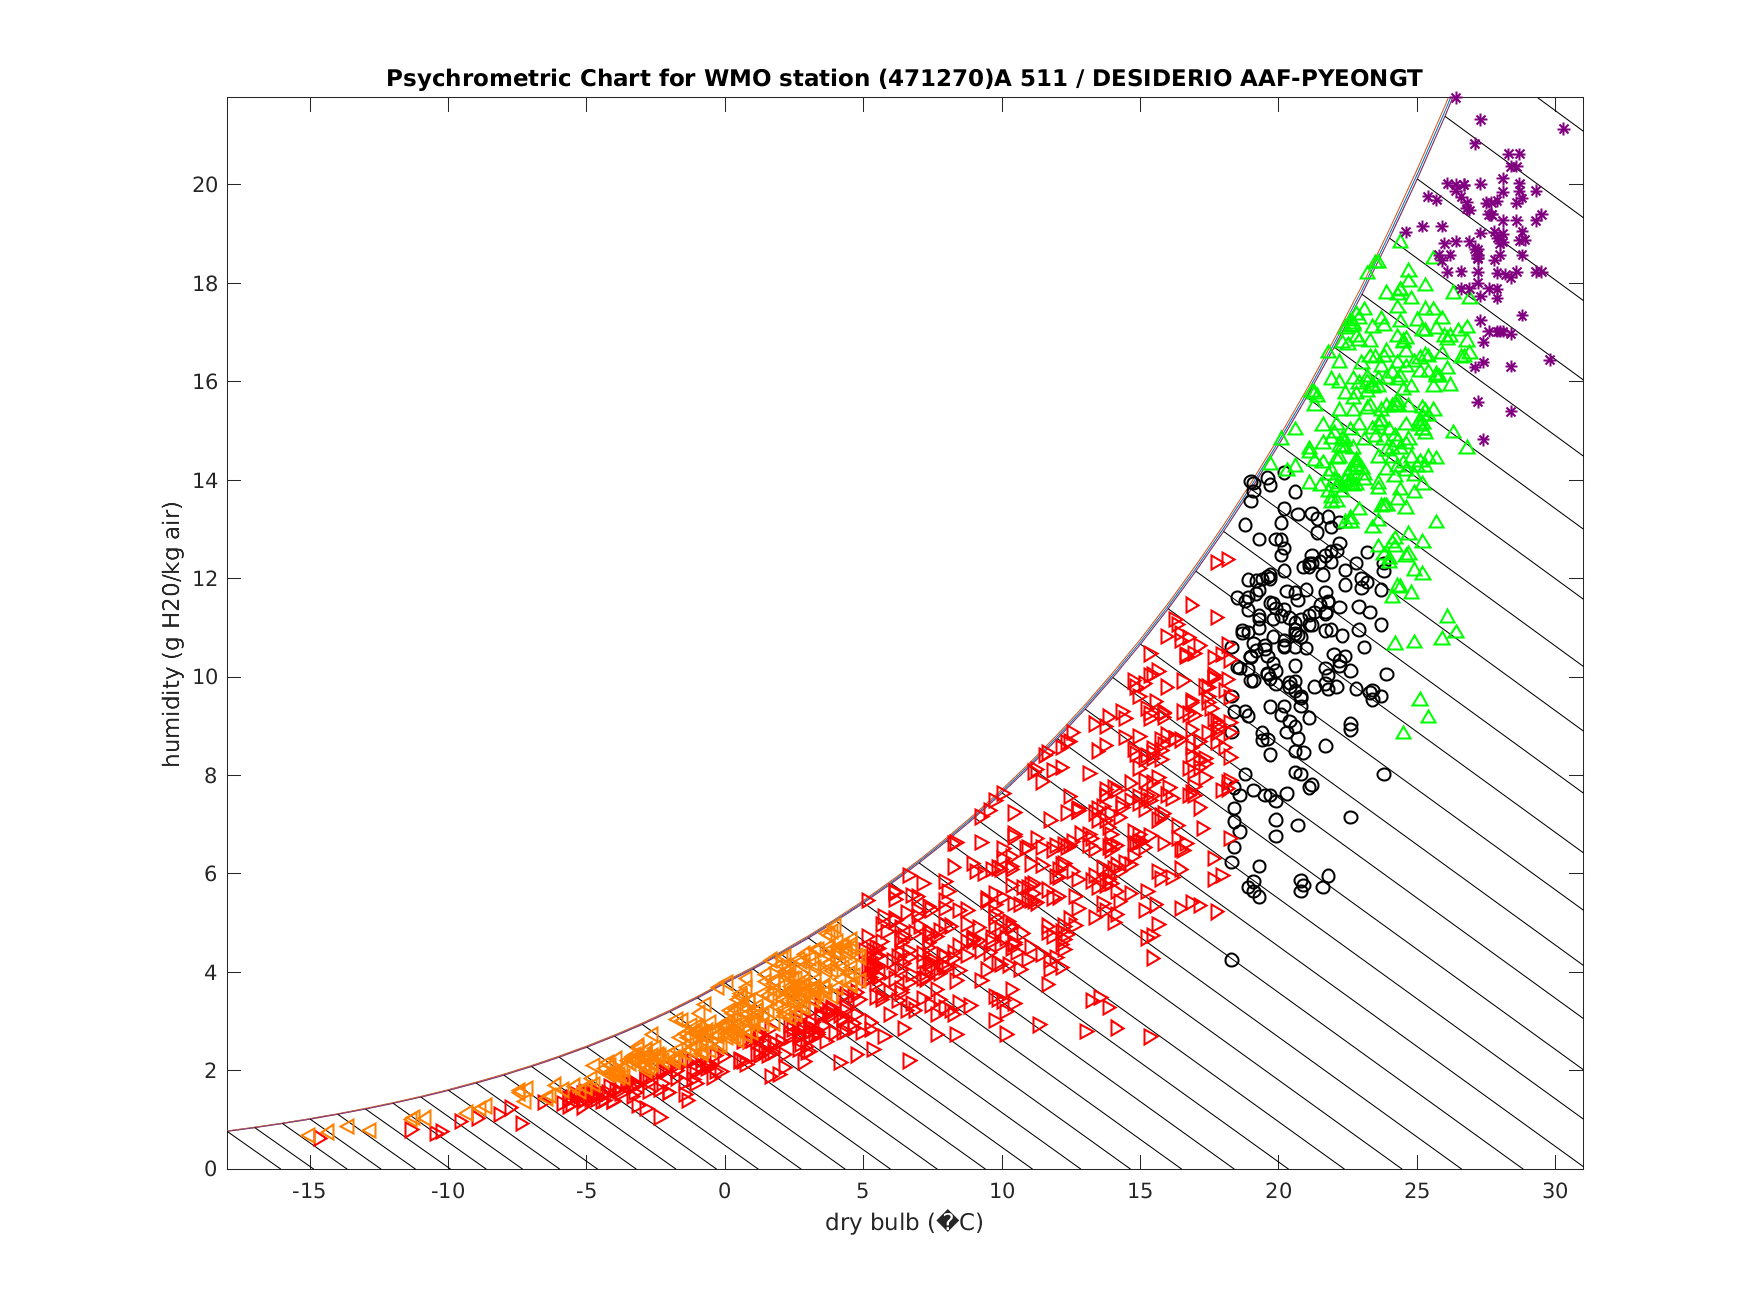 Psychrometric Chart for WMO station (471270)A 511 / DESIDERIO AAF-PYEONGT
humidity (g H20/kg air)
20
18
16
14
12
10
8
6
4
2
0
-15 -10 -5 0 5 10 15 20 25 30
dry bulb (�C)